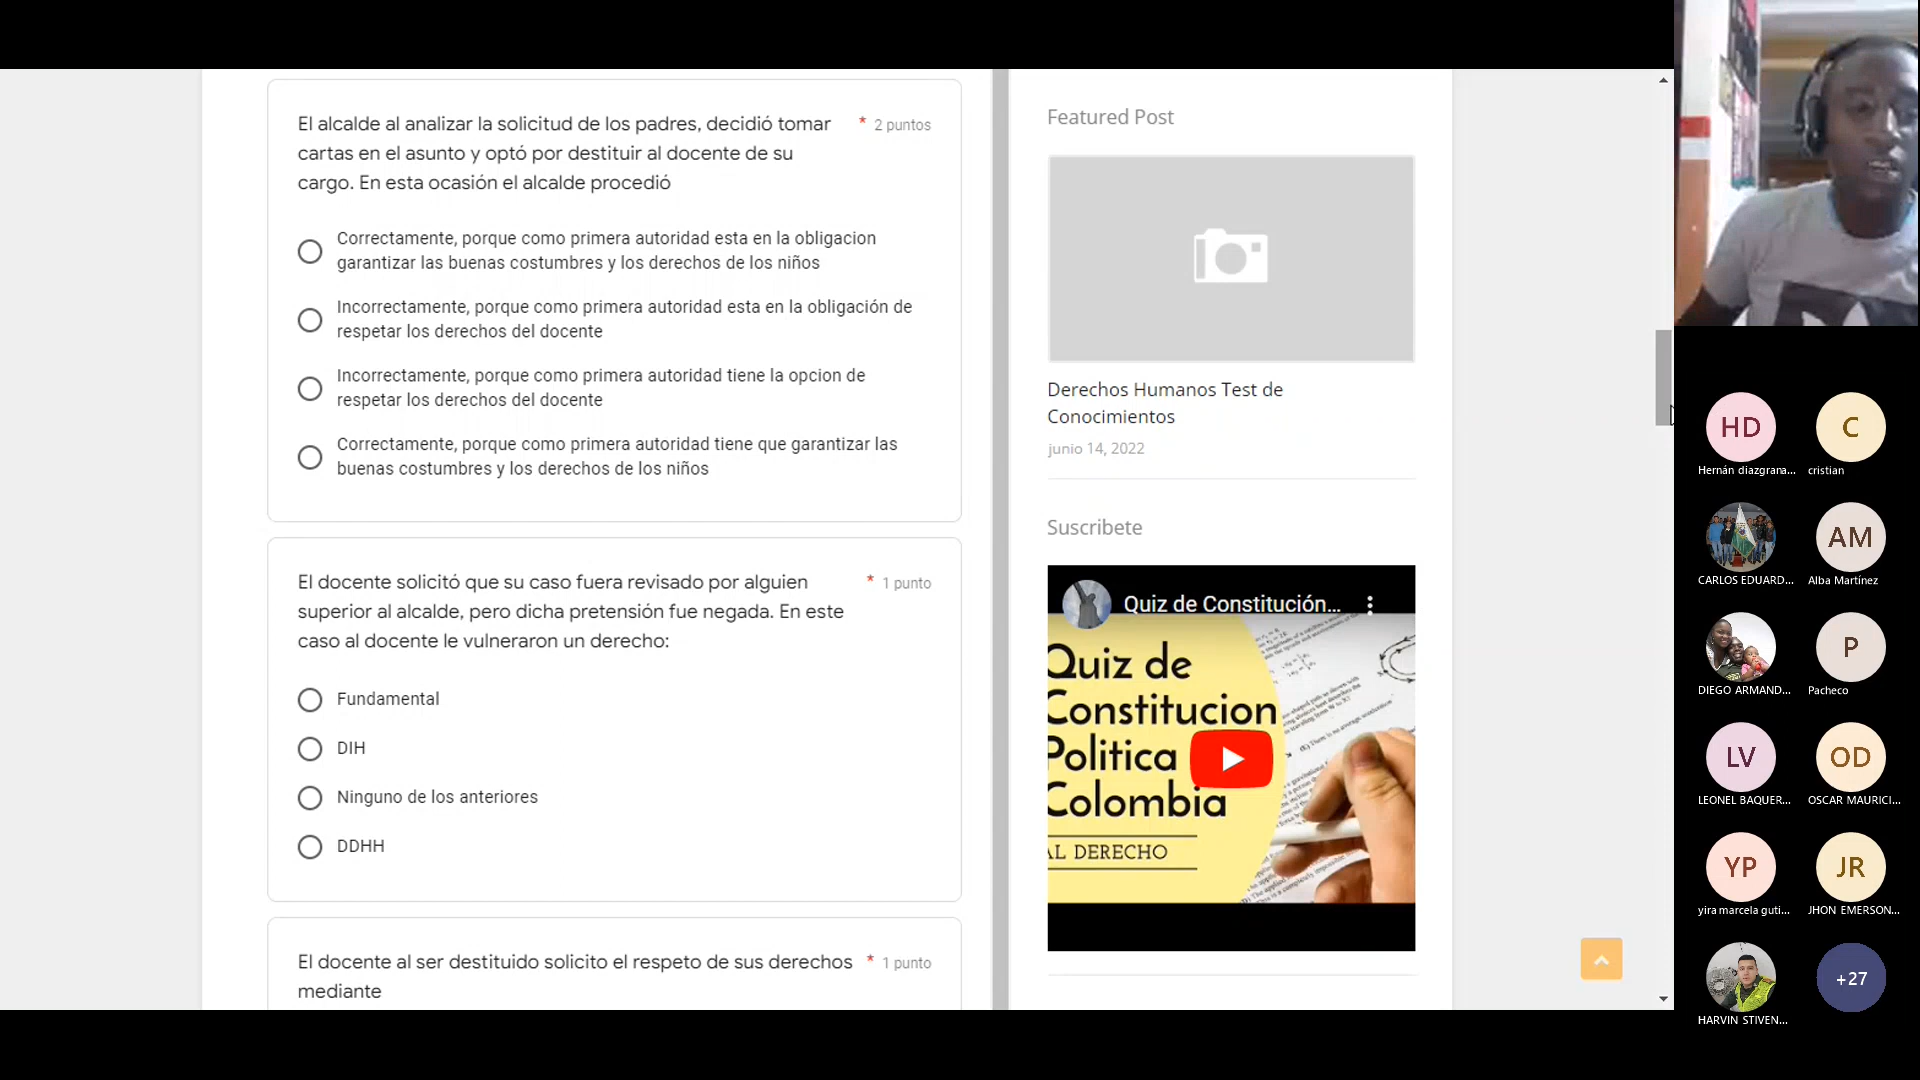 El alcalde al analizar la solicitud de los padres, decidió tomar
* 2 puntos
cartas en el asunto y optó por destituir al docente de su
cargo. En esta ocasión el alcalde procedió
Correctamente, porque como primera autoridad esta en la obligacion
garantizar las buenas costumbres y los derechos de los niños
Incorrectamente, porque como primera autoridad esta en la obligación de
respetar los derechos del docente
Incorrectamente, porque como primera autoridad tiene la opcion de
respetar los derechos del docente
Correctamente, porque como primera autoridad tiene que garantizar las
buenas costumbres y los derechos de los niños
El docente solicitó que su caso fuera revisado por alguien
* 1 punto
superior al alcalde, pero dicha pretensión fue negada. En este
caso al docente le vulneraron un derecho:
Fundamental
DIH
Ninguno de los anteriores
DDHH
El docente al ser destituido solicito el respeto de sus derechos
* 1 punto
mediante
Featured Post
Derechos Humanos Test de
Conocimientos
junio 14, 2022
Suscribete
Quiz de Constitución...
Quiz de
Constitucion
Politica
Colombia
AL DERECHO
HD
Hernán diazgrana...
C
cristian
CARLOS EDUARD...
AM
Alba Martínez
DIEGO ARMAND...
P
Pacheco
LV
LEONEL BAQUER...
OD
OSCAR MAURICI...
YP
yira marcela guti...
JR
JHON EMERSON...
HARVIN STIVEN...
+27